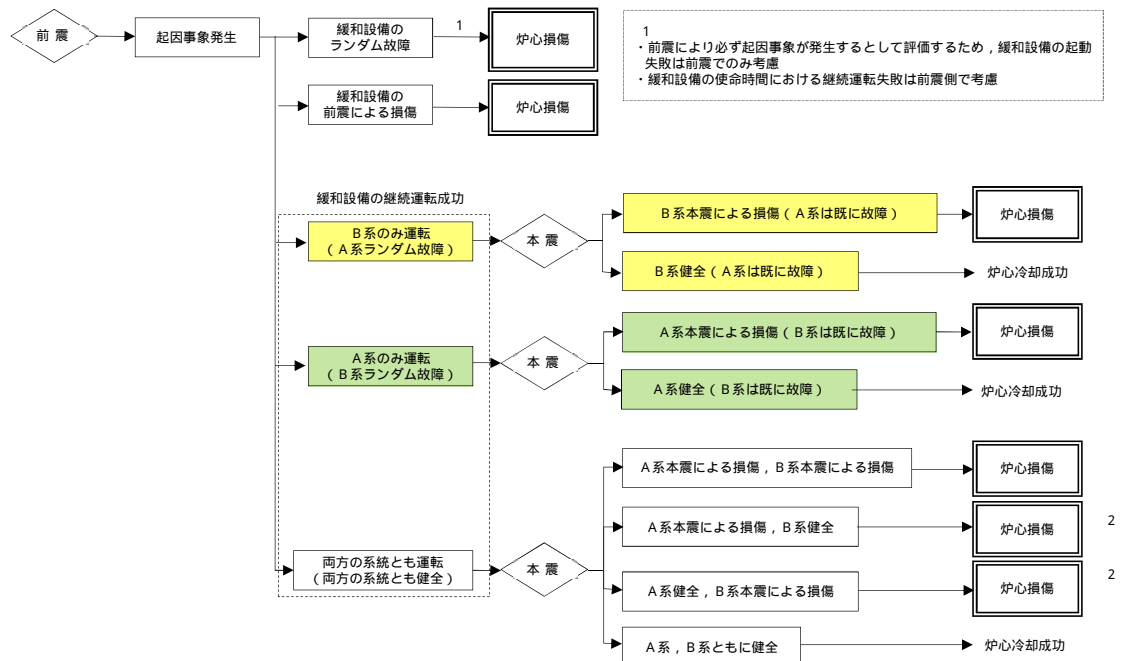 前 震
起因事象発生
緩和設備の
ランダム故障
1
炉心損傷
1
・前震により必ず起因事象が発生するとして評価するため，緩和設備の起動
失敗は前震でのみ考慮
・緩和設備の使命時間における継続運転失敗は前震側で考慮
緩和設備の
前震による損傷
炉心損傷
緩和設備の継続運転成功
Ｂ系のみ運転
（Ａ系ランダム故障）
本 震
Ｂ系本震による損傷（Ａ系は既に故障）
炉心損傷
Ｂ系健全（Ａ系は既に故障）
炉心冷却成功
Ａ系のみ運転
（Ｂ系ランダム故障）
本 震
Ａ系本震による損傷（Ｂ系は既に故障）
炉心損傷
Ａ系健全（Ｂ系は既に故障）
炉心冷却成功
両方の系統とも運転
（両方の系統とも健全）
本 震
Ａ系本震による損傷，Ｂ系本震による損傷
炉心損傷
Ａ系本震による損傷，Ｂ系健全
炉心損傷
2
Ａ系健全，Ｂ系本震による損傷
炉心損傷
2
Ａ系，Ｂ系ともに健全
炉心冷却成功